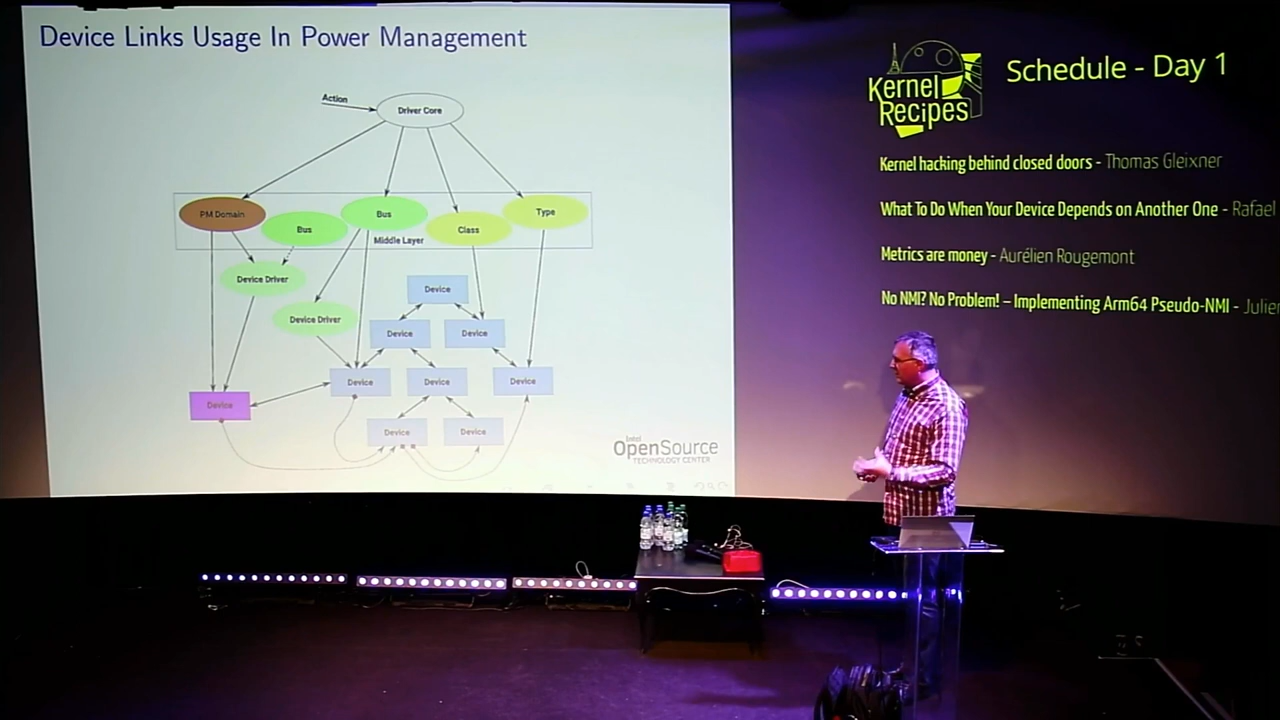 Device Links Usage In Power Management
Action
Driver Core
PM Domain
Bus
Bus
Class
Type
Middle Layer
Device Driver
Device Driver
Device
Device
Device
Device
Device
Device
Device
Device
Device
Intel
OpenSource
TECHNOLOGY CENTER
Kernel
Recipes
Schedule - Day 1
Kernel hacking behind closed doors - Thomas Gleixner
What To Do When Your Device Depends on Another One - Rafael
Metrics are money - Aurélien Rougemont
No NMI? No Problem! – Implementing Arm64 Pseudo-NMI - Julien